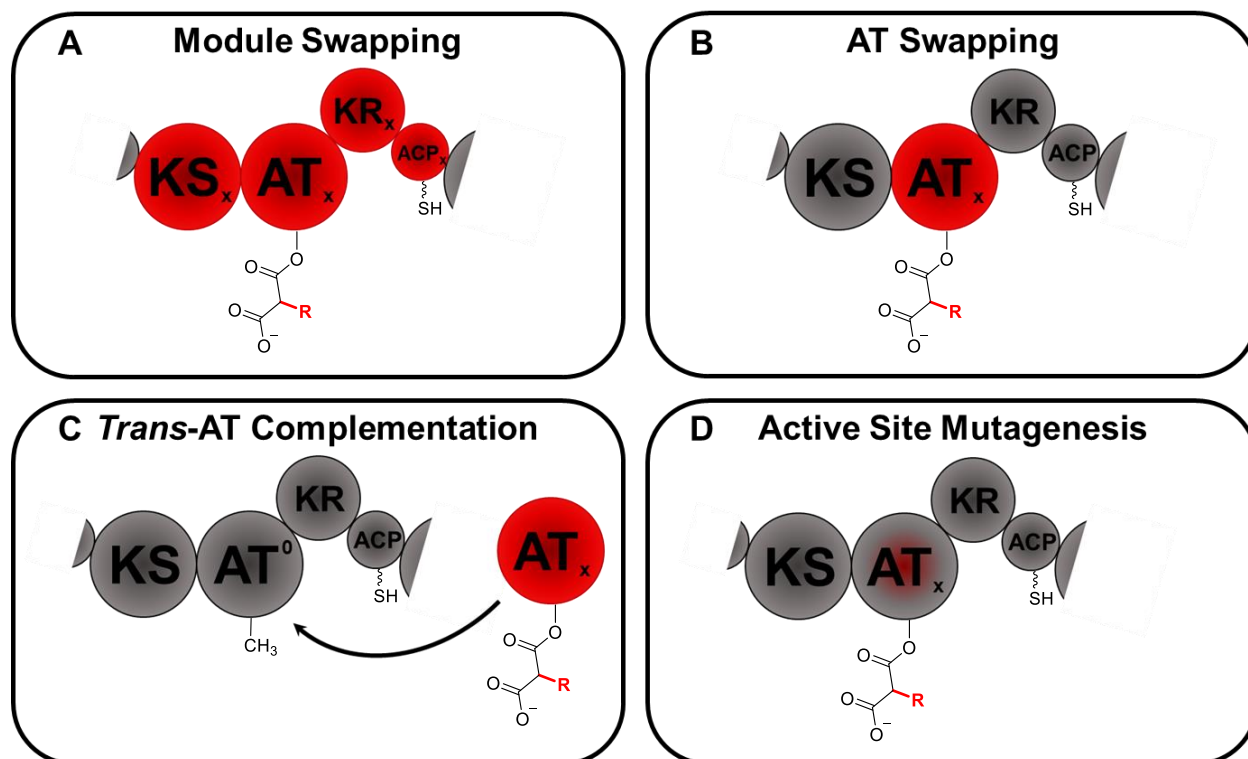 A Module Swapping
KSₓ ATₓ KRₓ ACPₓ
SH
O
O
O R
O⁻
B AT Swapping
KS ATₓ KR ACP
SH
O
O
O R
O⁻
C Trans-AT Complementation
KS AT⁰ KR ACP ATₓ
SH
CH₃
O
O
O R
O⁻
D Active Site Mutagenesis
KS ATₓ KR ACP
SH
O
O
O R
O⁻